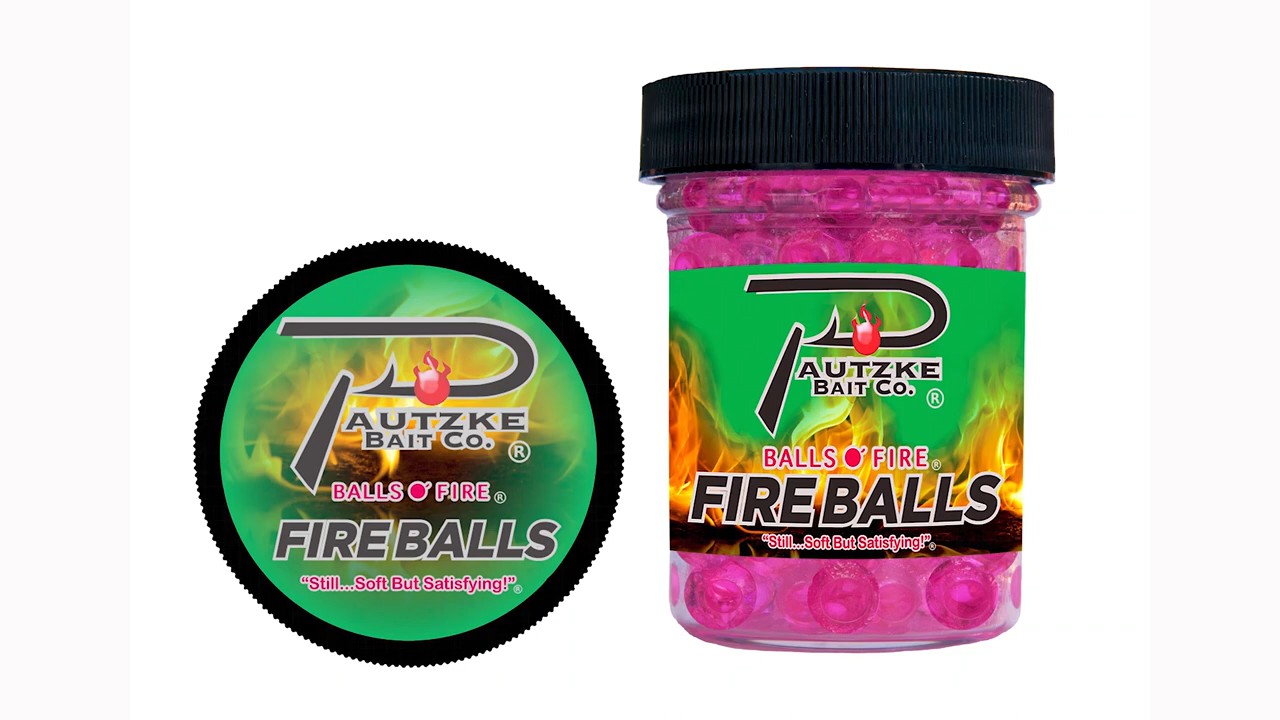 PAUTZKE
BAIT CO.
®
BALLS O' FIRE®
FIRE BALLS
“Still...Soft But Satisfying!”®
PAUTZKE
BAIT CO.
®
BALLS O' FIRE®
FIRE BALLS
“Still...Soft But Satisfying!”®